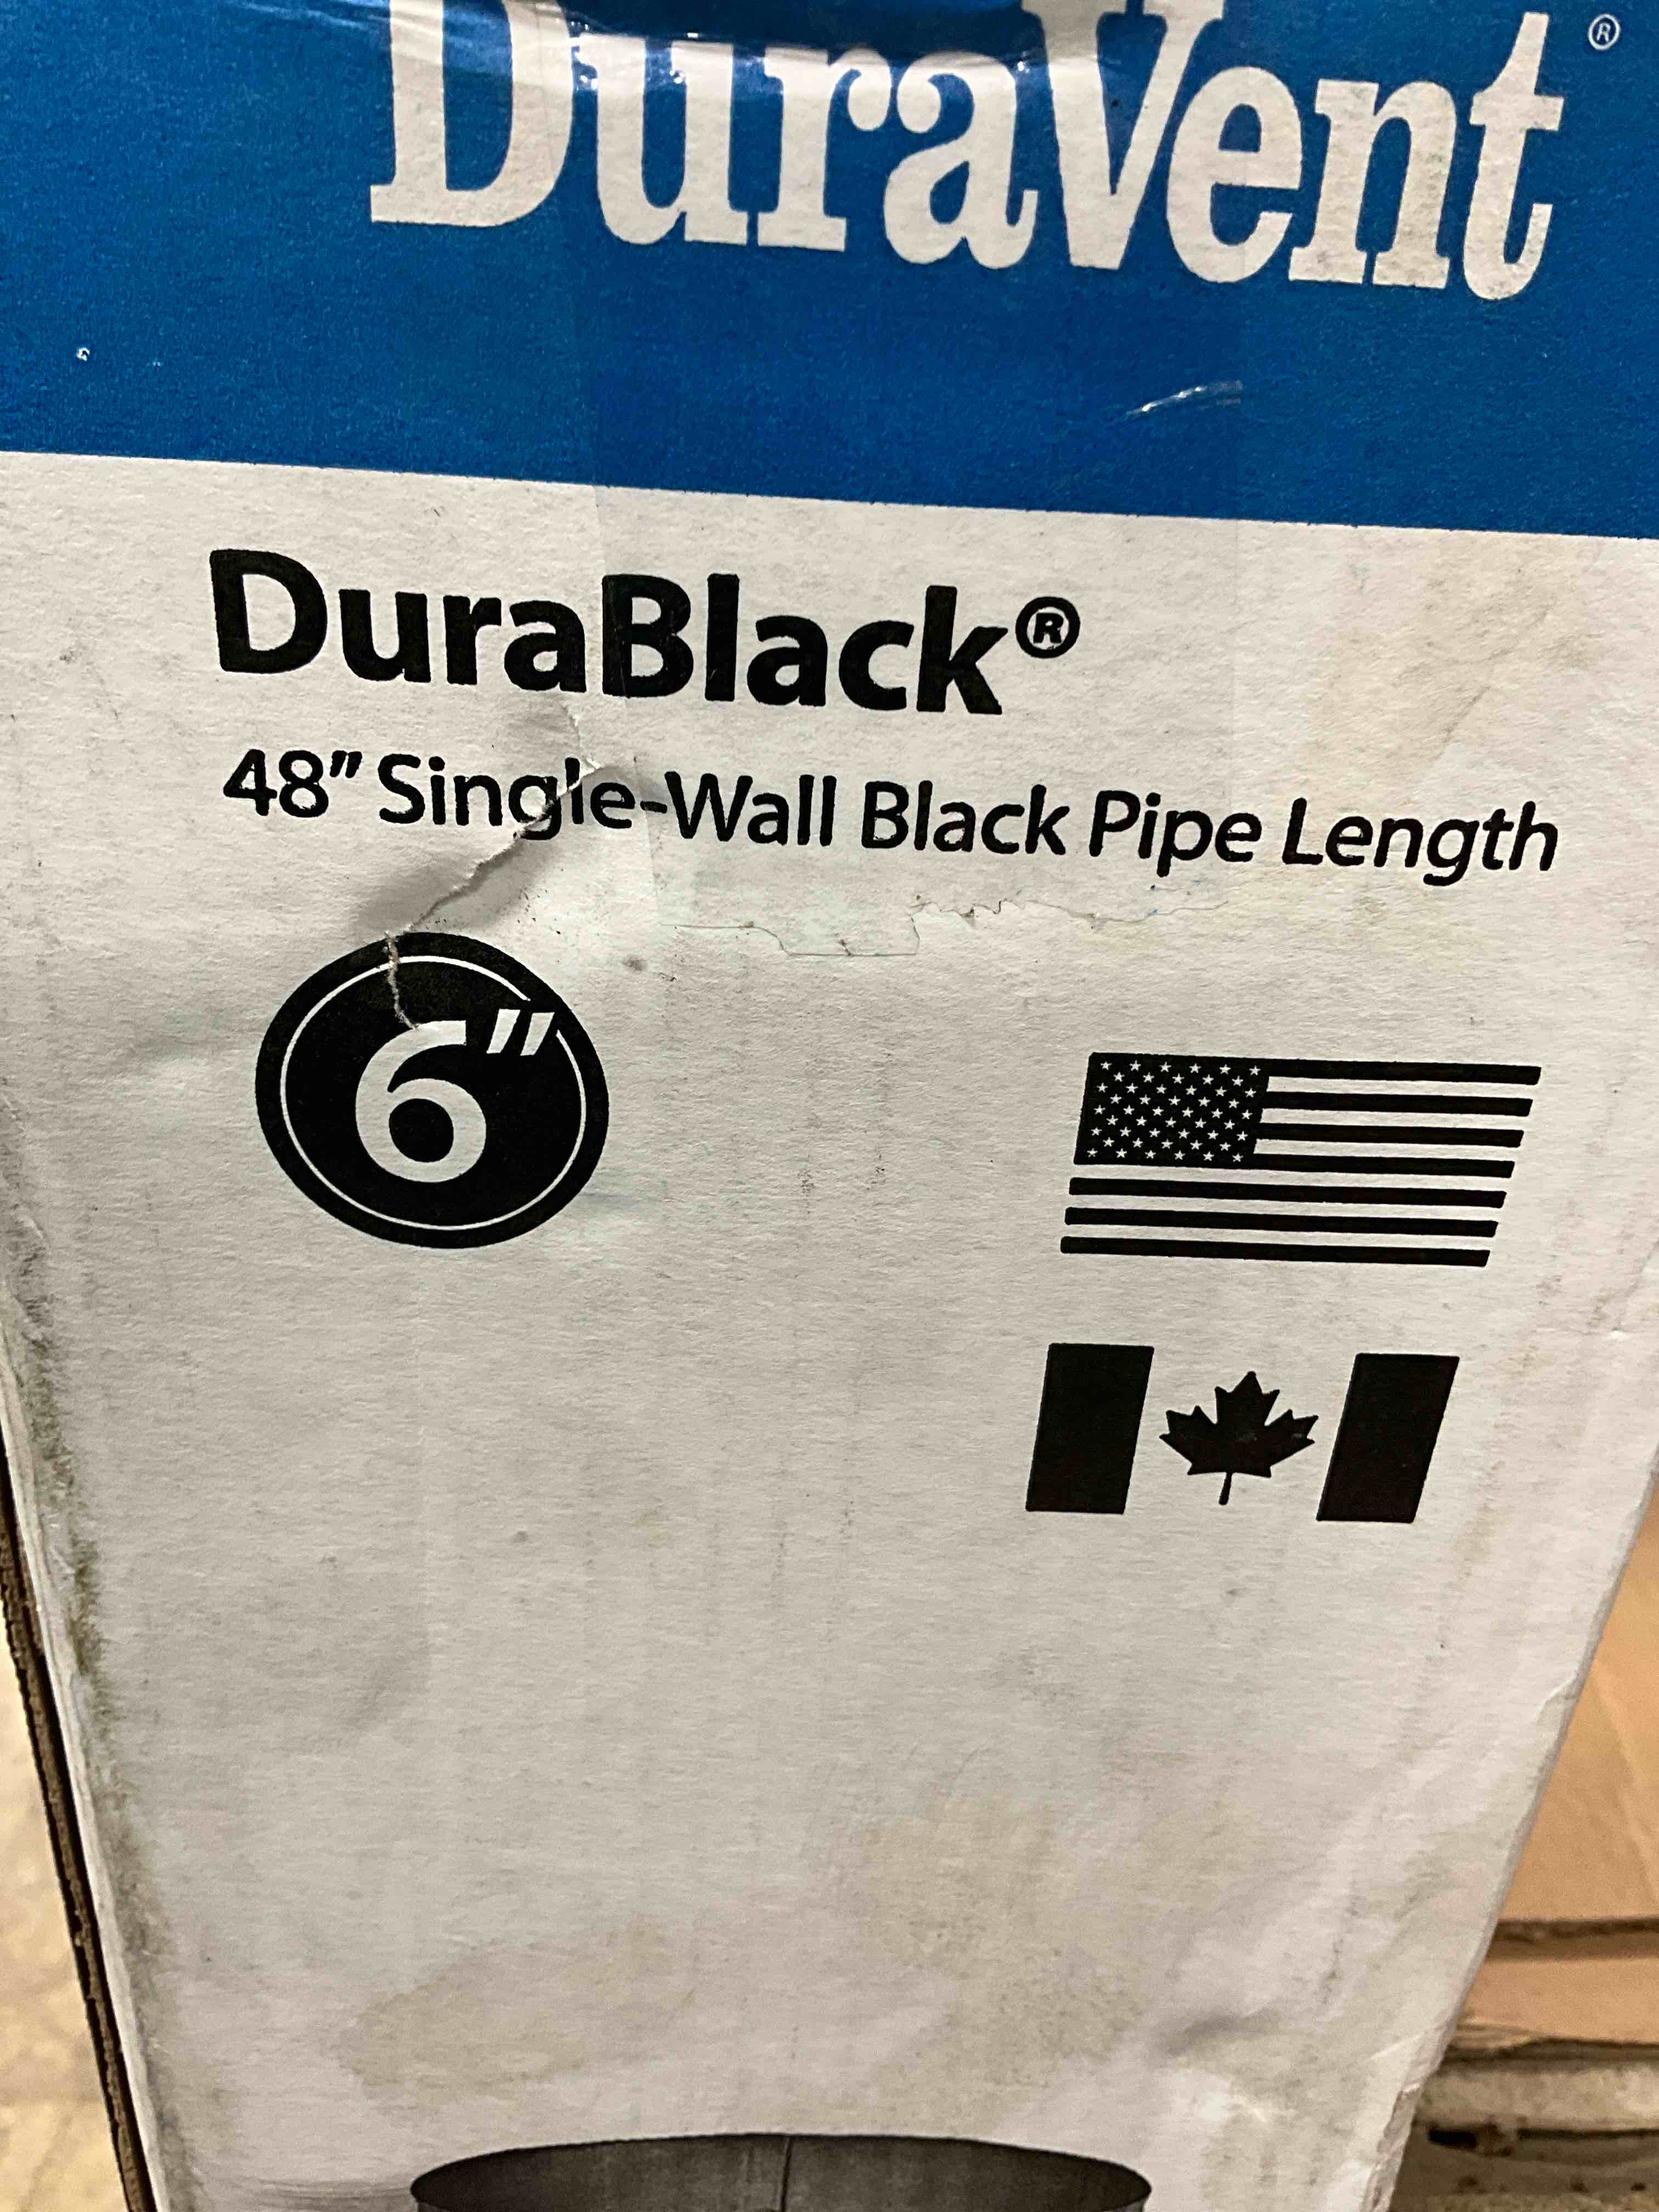 DuraVent®
DuraBlack®
48" Single-Wall Black Pipe Length
6"